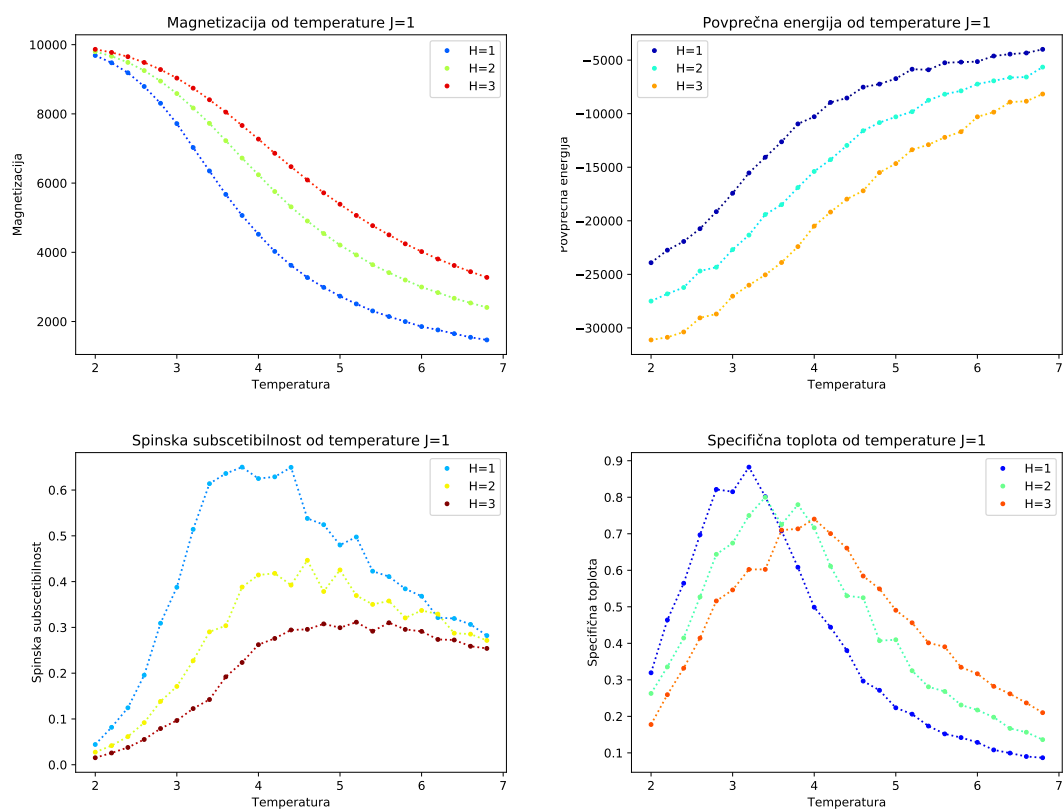 Magnetizacija od temperature J=1
10000
8000
6000
4000
2000
Magnetizacija
H=1
H=2
H=3
2 3 4 5 6 7
Temperatura
Povprečna energija od temperature J=1
−5000
−10000
−15000
−20000
−25000
−30000
Povprecna energija
H=1
H=2
H=3
2 3 4 5 6 7
Temperatura
Spinska subscetibilnost od temperature J=1
0.6
0.5
0.4
0.3
0.2
0.1
0.0
Spinska subscetibilnost
H=1
H=2
H=3
2 3 4 5 6 7
Temperatura
Specifična toplota od temperature J=1
0.9
0.8
0.7
0.6
0.5
0.4
0.3
0.2
0.1
Specifična toplota
H=1
H=2
H=3
2 3 4 5 6 7
Temperatura